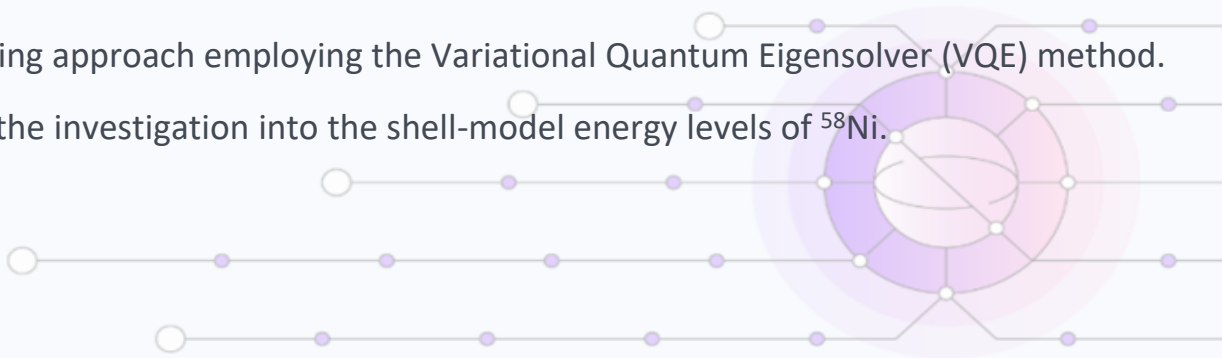 ing approach employing the Variational Quantum Eigensolver (VQE) method.
the investigation into the shell-model energy levels of ⁵⁸Ni.